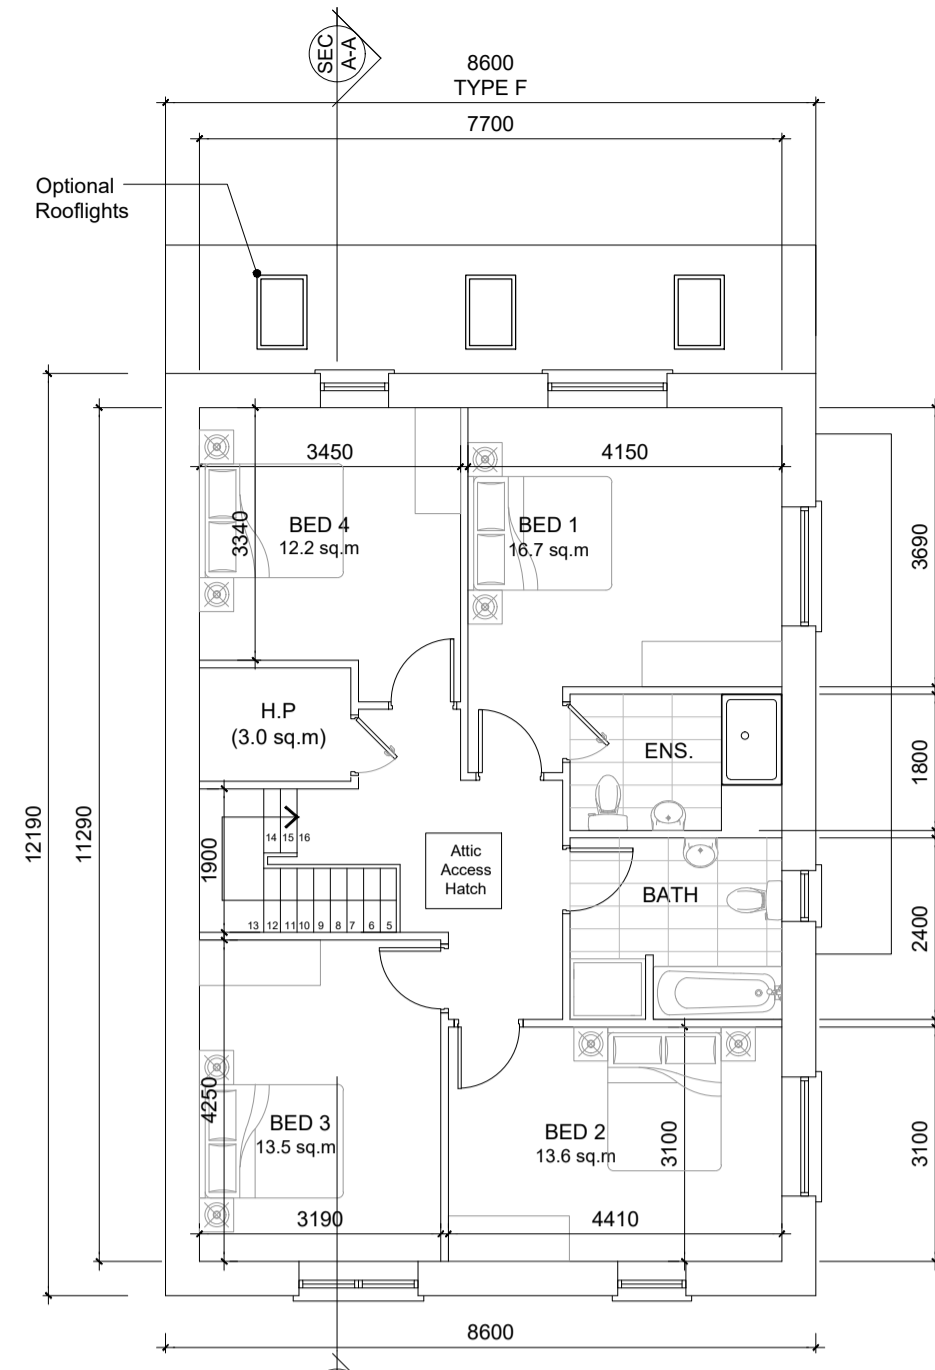 SEC
A-A
8600
TYPE F
7700
Optional
Rooflights
3450
4150
3340
BED 4
12.2 sq.m
BED 1
16.7 sq.m
3690
H.P
(3.0 sq.m)
ENS.
1800
12190
11290
1900
14 15 16
Attic
Access
Hatch
BATH
2400
13 12 11 10 9 8 7 6 5
4250
BED 3
13.5 sq.m
BED 2
13.6 sq.m
3100
3100
3190
4410
8600